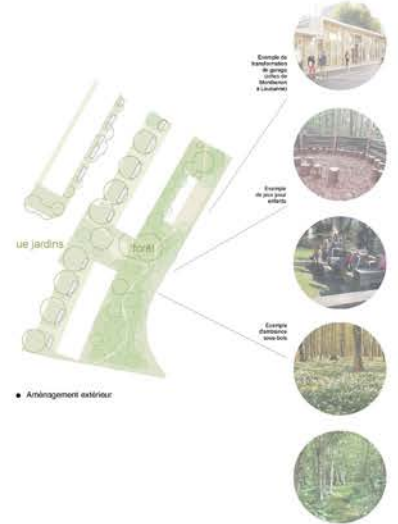 Exemple de
transformation
de garage
à Lausanne)
Exemple
de jeux pour
enfants
ue jardins
forêt
Exemple
d'ambiance
sous-bois
• Aménagement extérieur